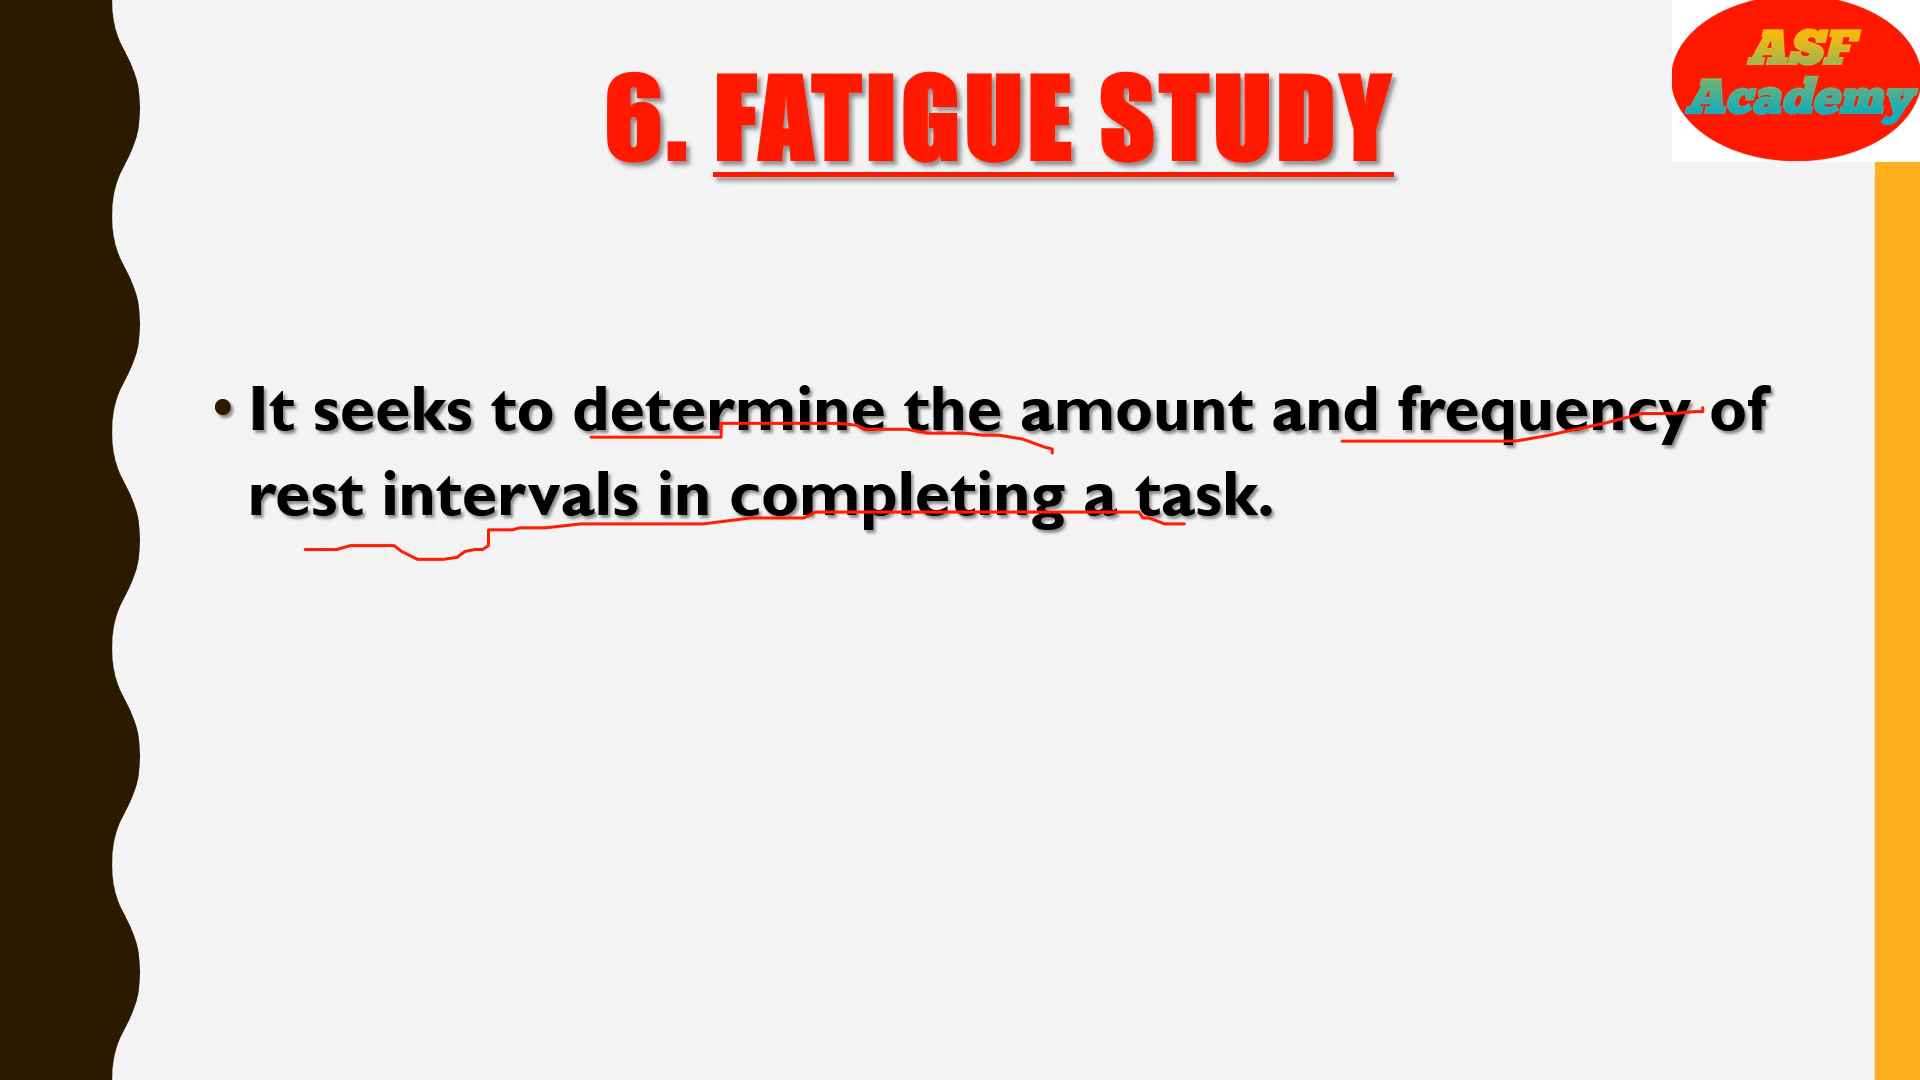 ASF
Academy
6. FATIGUE STUDY
• It seeks to determine the amount and frequency of
rest intervals in completing a task.